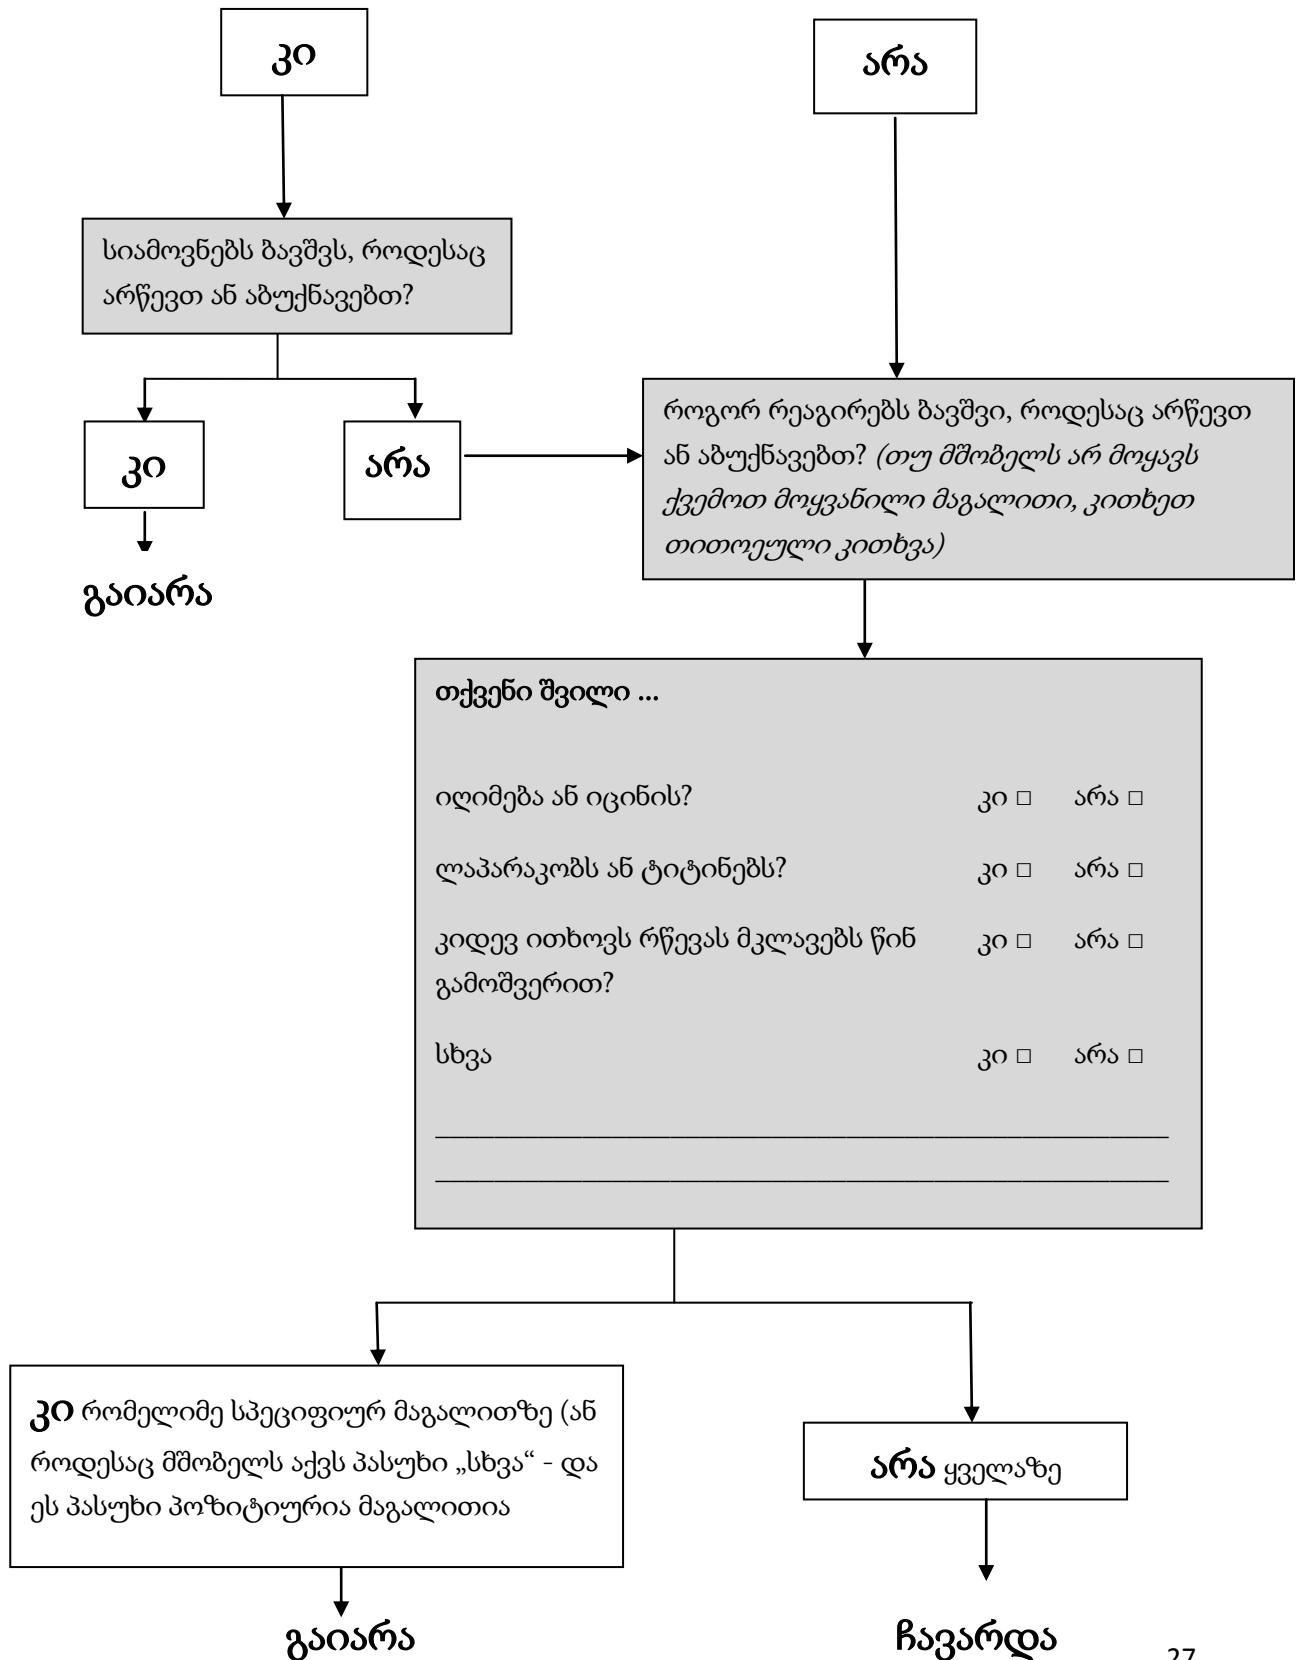 კი
არა
სიამოვნებს ბავშვს, როდესაც
არწევთ ან აბუქნავებთ?
კი
არა
როგორ რეაგირებს ბავშვი, როდესაც არწევთ
ან აბუქნავებთ? (თუ მშობელს არ მოყავს
ქვემოთ მოყვანილი მაგალითი, კითხეთ
თითოეული კითხვა)
გაიარა
თქვენი შვილი ...
იღიმება ან იცინის? კი □ არა □
ლაპარაკობს ან ტიტინებს? კი □ არა □
კიდევ ითხოვს რწევას მკლავებს წინ კი □ არა □
გამოშვერით?
სხვა კი □ არა □
კი რომელიმე სპეციფიურ მაგალითზე (ან
როდესაც მშობელს აქვს პასუხი „სხვა“ - და
ეს პასუხი პოზიტიურია მაგალითია
არა ყველაზე
გაიარა
ჩავარდა
27